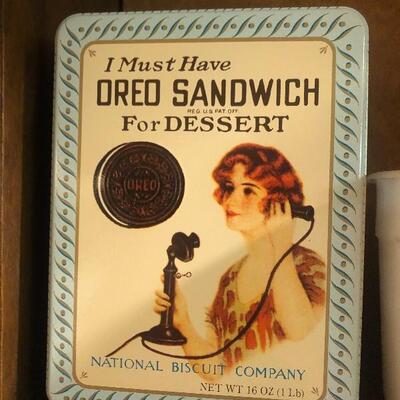 I Must Have
OREO SANDWICH
REG. U.S. PAT. OFF.
For DESSERT
OREO
NATIONAL BISCUIT COMPANY
NET WT 16 OZ (1 Lb)